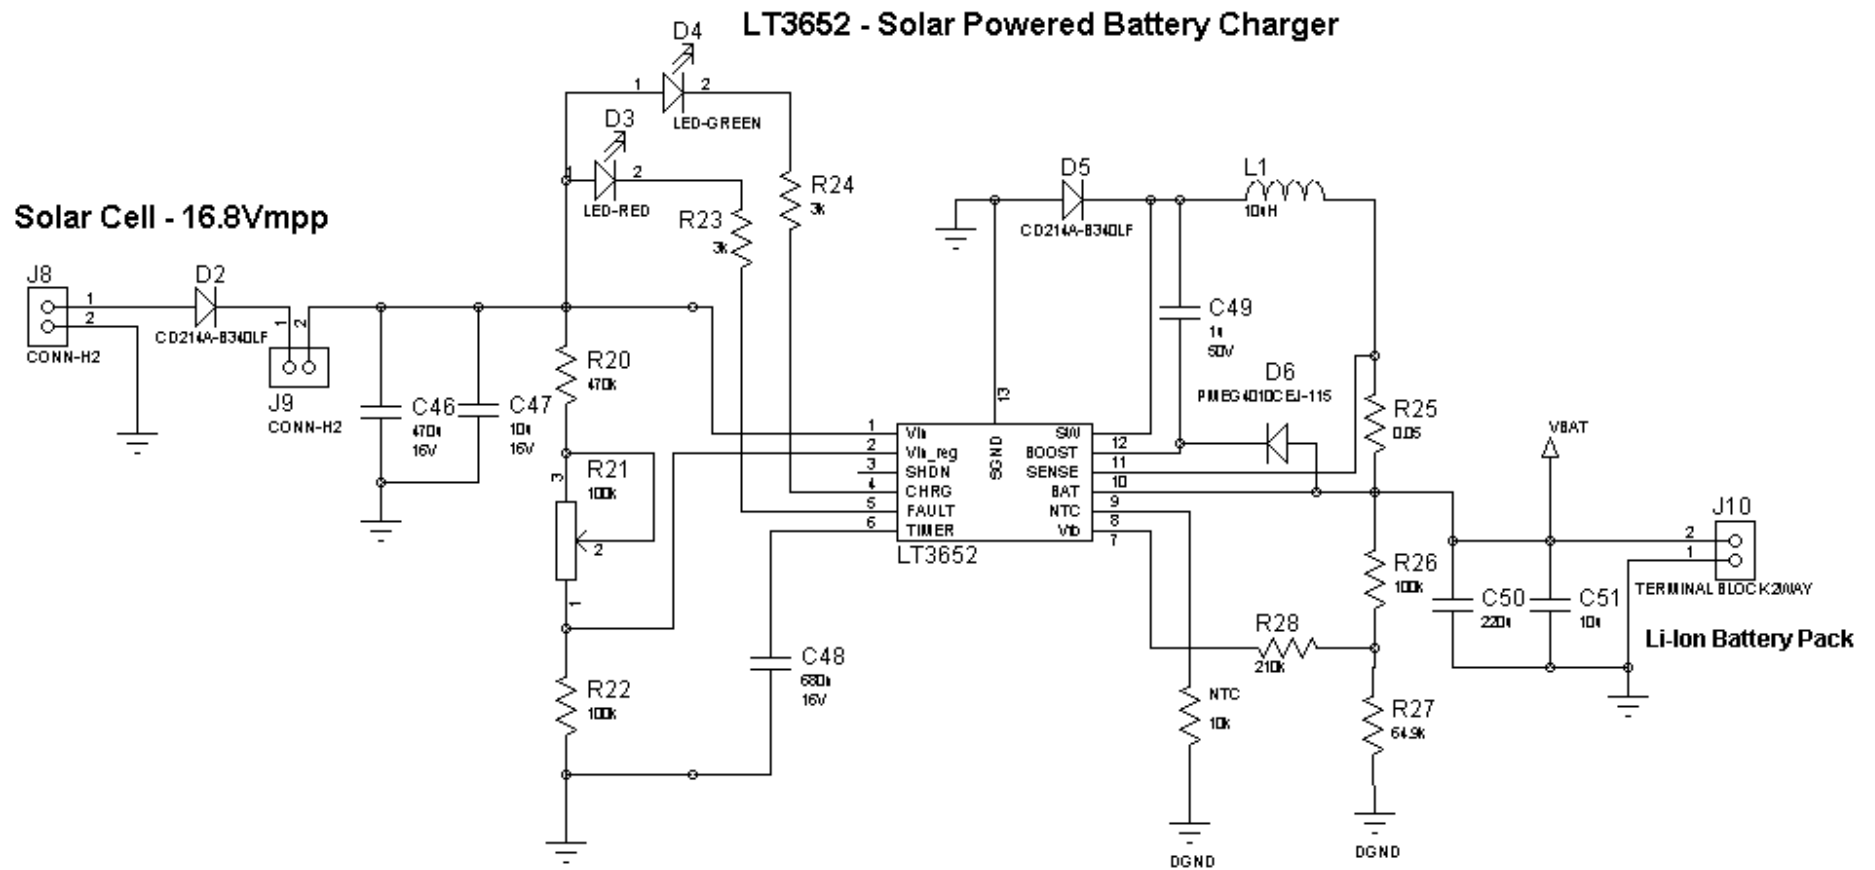 LT3652 - Solar Powered Battery Charger
D4
1
2
LED-GREEN
D3
1
2
LED-RED
R24
3k
R23
3k
D5
CD214A-B340LF
L1
10uH
Solar Cell - 16.8Vmpp
J8
1
2
CONN-H2
D2
CD214A-B340LF
1
2
J9
CONN-H2
C46
470u
16V
C47
10u
16V
R20
470k
R21
100k
3
2
1
R22
100k
C48
680n
16V
13
SGND
1
Vin
2
Vin_reg
3
SHDN
4
CHRG
5
FAULT
6
TIMER
SW
12
BOOST
11
SENSE
10
BAT
9
NTC
8
Vfb
7
LT3652
C49
1u
50V
D6
PMEG4010CEJ-115
R25
0.05
VBAT
J10
2
1
TERMINAL BLOCK 2WAY
Li-Ion Battery Pack
R26
100k
C50
220u
C51
10u
R28
210k
NTC
10k
R27
64.9k
DGND
DGND